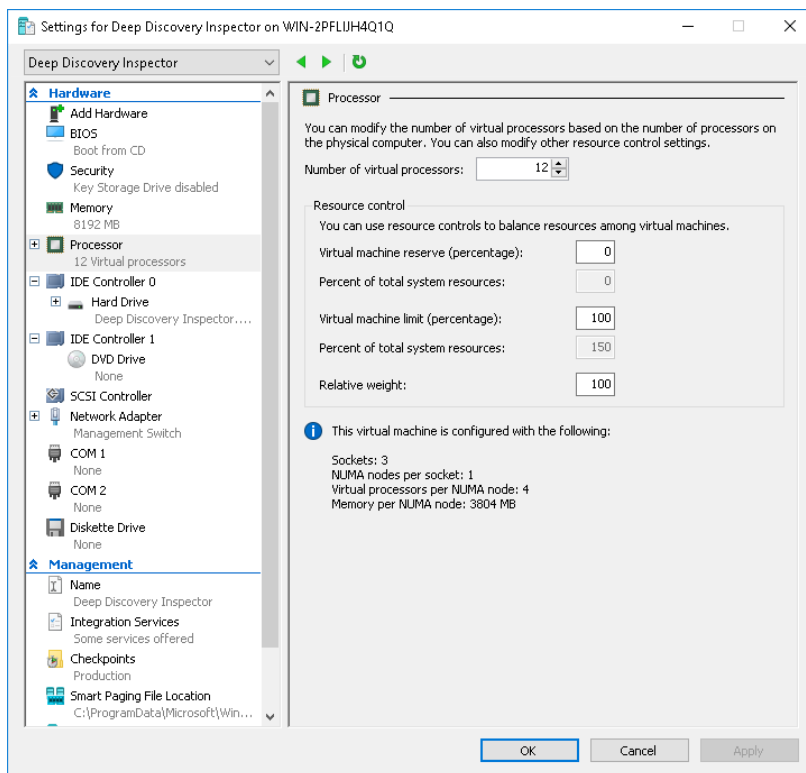 Settings for Deep Discovery Inspector on WIN-2PFLIJH4Q1Q
Deep Discovery Inspector
Hardware
Add Hardware
BIOS
Boot from CD
Security
Key Storage Drive disabled
Memory
8192 MB
Processor
12 Virtual processors
IDE Controller 0
Hard Drive
Deep Discovery Inspector....
IDE Controller 1
DVD Drive
None
SCSI Controller
Network Adapter
Management Switch
COM 1
None
COM 2
None
Diskette Drive
None
Management
Name
Deep Discovery Inspector
Integration Services
Some services offered
Checkpoints
Production
Smart Paging File Location
C:\ProgramData\Microsoft\Win...
Processor
You can modify the number of virtual processors based on the number of processors on
the physical computer. You can also modify other resource control settings.
Number of virtual processors: 12
Resource control
You can use resource controls to balance resources among virtual machines.
Virtual machine reserve (percentage): 0
Percent of total system resources: 0
Virtual machine limit (percentage): 100
Percent of total system resources: 150
Relative weight: 100
This virtual machine is configured with the following:
Sockets: 3
NUMA nodes per socket: 1
Virtual processors per NUMA node: 4
Memory per NUMA node: 3804 MB
OK Cancel Apply